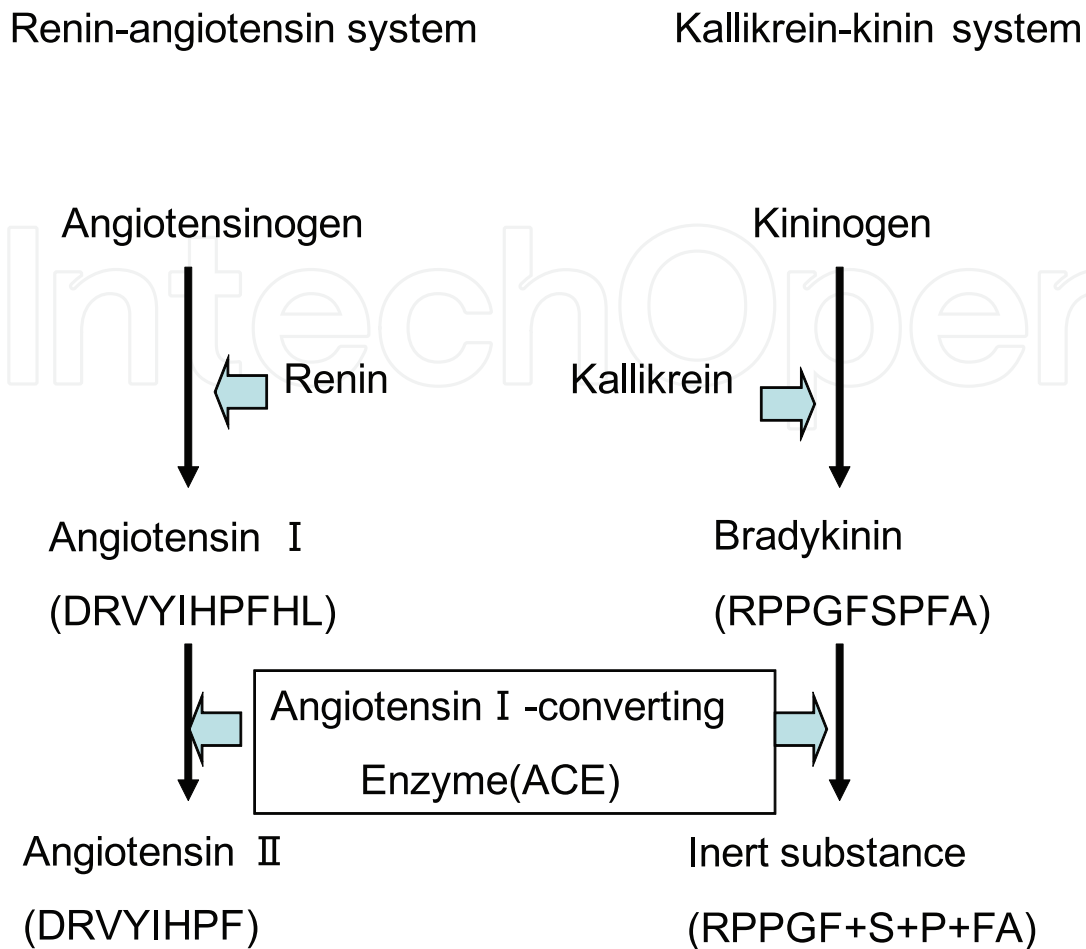 Renin-angiotensin system
Kallikrein-kinin system
Angiotensinogen
Kininogen
IntechOpen
Renin
Kallikrein
Angiotensin Ⅰ
Bradykinin
(DRVYIHPFHL)
(RPPGFSPFA)
Angiotensin Ⅰ -converting
Enzyme(ACE)
Angiotensin Ⅱ
Inert substance
(DRVYIHPF)
(RPPGF+S+P+FA)